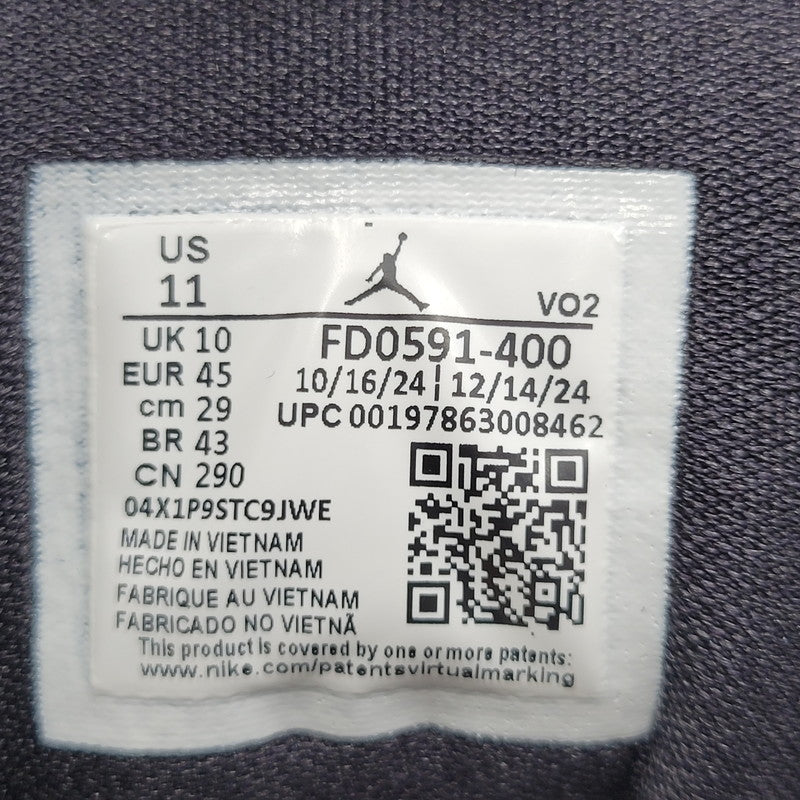 US
11
VO2
UK 10
EUR 45
cm 29
BR 43
CN 290
FD0591-400
10/16/24 | 12/14/24
UPC 00197863008462
04X1P9STC9JWE
MADE IN VIETNAM
HECHO EN VIETNAM
FABRIQUE AU VIETNAM
FABRICADO NO VIETNÃ
This product is covered by one or more patents:
www.nike.com/patentsvirtualmarking